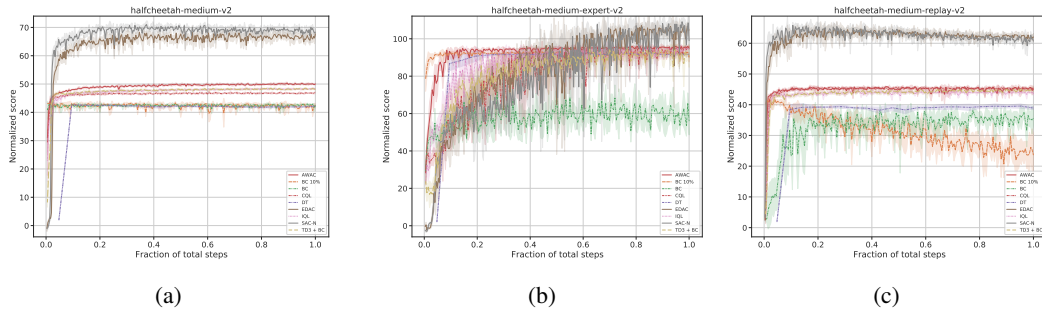 halfcheetah-medium-v2
Normalized score
70
60
50
40
30
20
10
0
0.0 0.2 0.4 0.6 0.8 1.0
Fraction of total steps
AWAC
BC 10%
BC
CQL
DT
EDAC
IQL
SAC-N
TD3 + BC
(a)
halfcheetah-medium-expert-v2
Normalized score
100
80
60
40
20
0
0.0 0.2 0.4 0.6 0.8 1.0
Fraction of total steps
AWAC
BC 10%
BC
CQL
DT
EDAC
IQL
SAC-N
TD3 + BC
(b)
halfcheetah-medium-replay-v2
Normalized score
60
50
40
30
20
10
0
0.0 0.2 0.4 0.6 0.8 1.0
Fraction of total steps
AWAC
BC 10%
BC
CQL
DT
EDAC
IQL
SAC-N
TD3 + BC
(c)